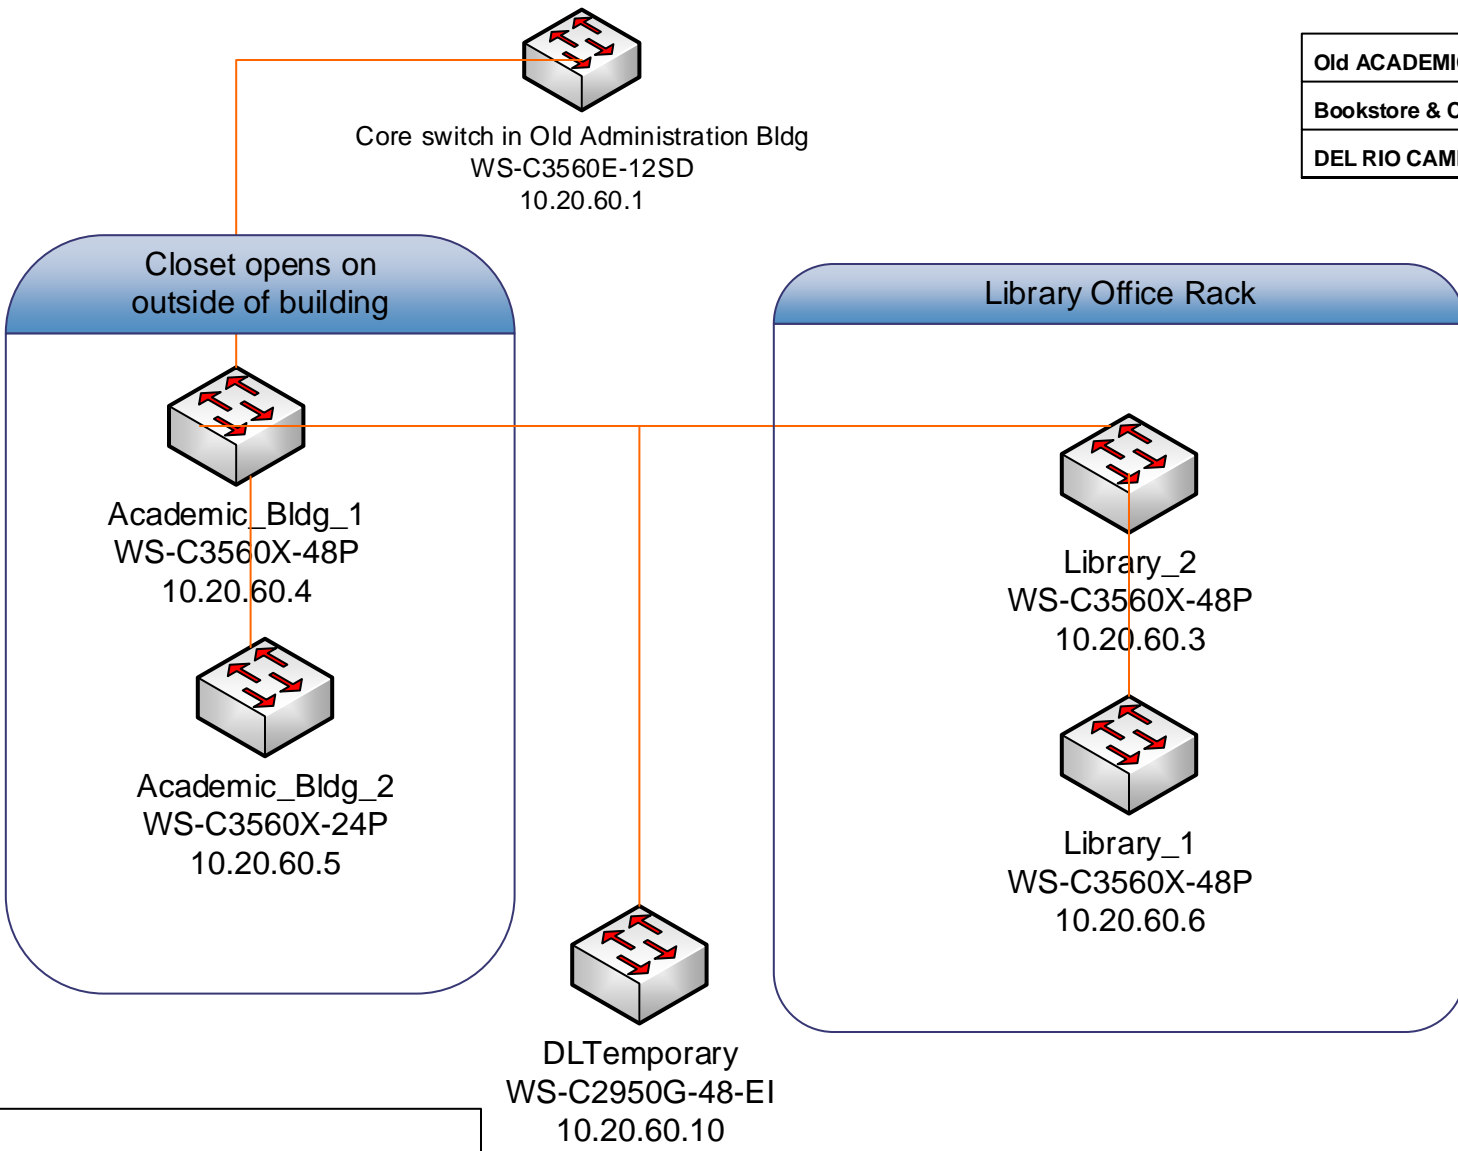 Core switch in Old Administration Bldg
WS-C3560E-12SD
10.20.60.1
Old ACADEMIC
Bookstore &
DEL RIO
Closet opens on
outside of building
Library Office Rack
Academic_Bldg_1
WS-C3560X-48P
10.20.60.4
Library_2
WS-C3560X-48P
10.20.60.3
Academic_Bldg_2
WS-C3560X-24P
10.20.60.5
Library_1
WS-C3560X-48P
10.20.60.6
DLTemporary
WS-C2950G-48-EI
10.20.60.10